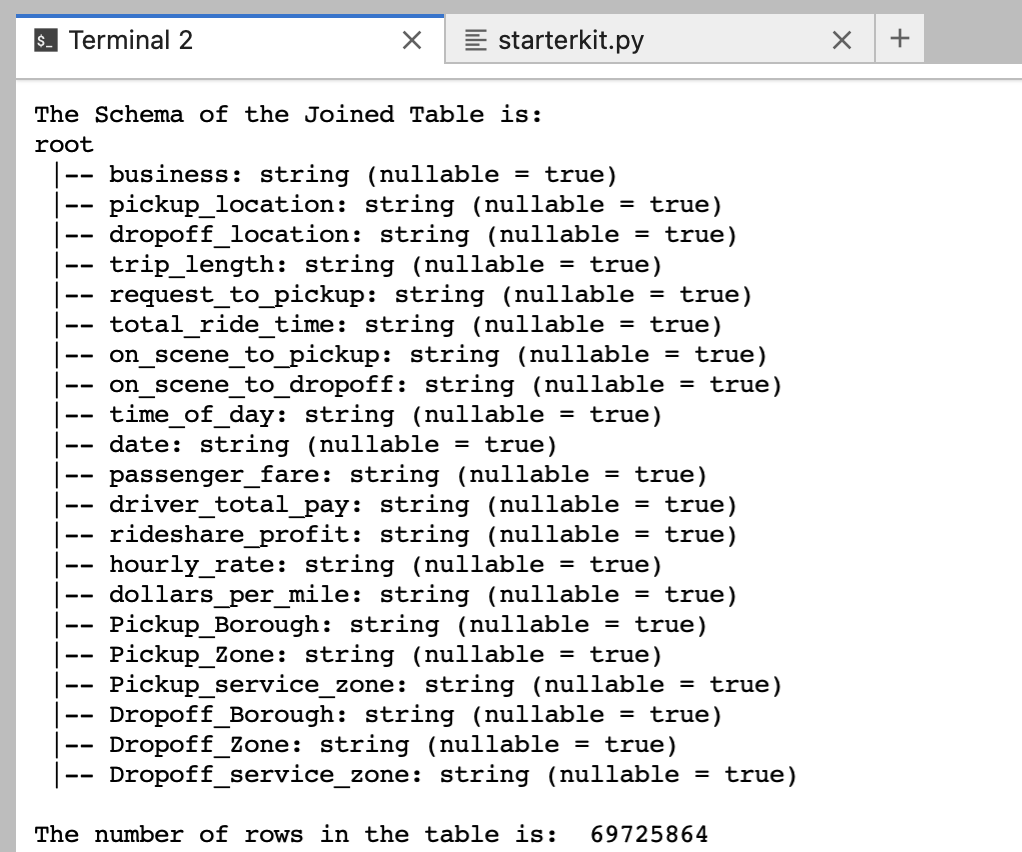 $_ Terminal 2
starterkit.py
The Schema of the Joined Table is:
root
 |-- business: string (nullable = true)
 |-- pickup_location: string (nullable = true)
 |-- dropoff_location: string (nullable = true)
 |-- trip_length: string (nullable = true)
 |-- request_to_pickup: string (nullable = true)
 |-- total_ride_time: string (nullable = true)
 |-- on_scene_to_pickup: string (nullable = true)
 |-- on_scene_to_dropoff: string (nullable = true)
 |-- time_of_day: string (nullable = true)
 |-- date: string (nullable = true)
 |-- passenger_fare: string (nullable = true)
 |-- driver_total_pay: string (nullable = true)
 |-- rideshare_profit: string (nullable = true)
 |-- hourly_rate: string (nullable = true)
 |-- dollars_per_mile: string (nullable = true)
 |-- Pickup_Borough: string (nullable = true)
 |-- Pickup_Zone: string (nullable = true)
 |-- Pickup_service_zone: string (nullable = true)
 |-- Dropoff_Borough: string (nullable = true)
 |-- Dropoff_Zone: string (nullable = true)
 |-- Dropoff_service_zone: string (nullable = true)
The number of rows in the table is:  69725864